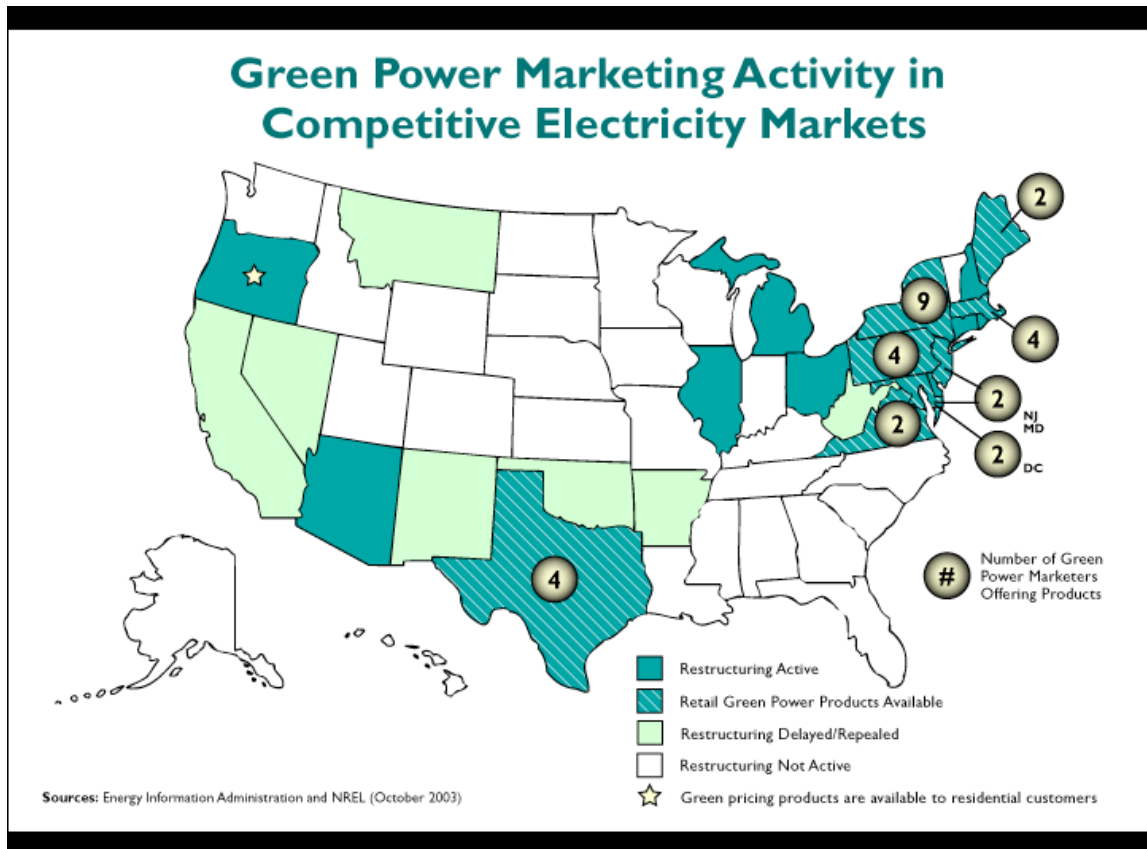 Green Power Marketing Activity in
Competitive Electricity Markets
2
9
4
4
2
NJ
MD
2
2
DC
4
#
Number of Green
Power Marketers
Offering Products
Restructuring Active
Retail Green Power Products Available
Restructuring Delayed/Repealed
Restructuring Not Active
Green pricing products are available to residential customers
Sources: Energy Information Administration and NREL (October 2003)